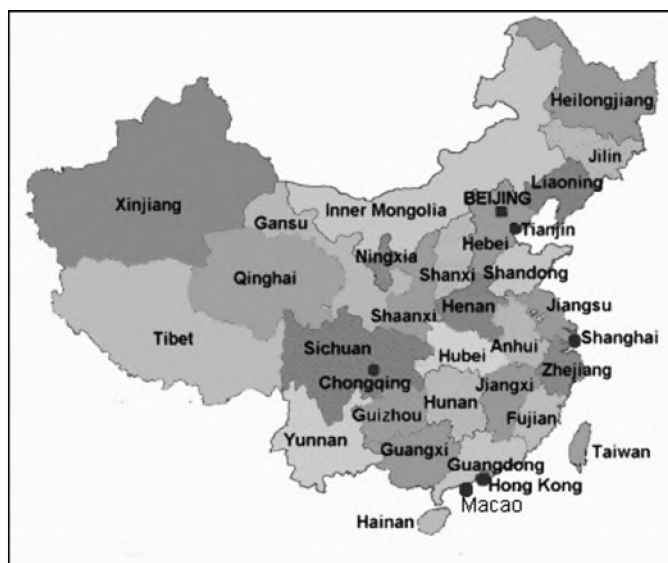 Heilongjiang
Jilin
Liaoning
BEIJING
Xinjiang
Inner Mongolia
Gansu
Tianjin
Hebei
Ningxia
Shanxi
Shandong
Qinghai
Henan
Jiangsu
Shaanxi
Tibet
Shanghai
Anhui
Sichuan
Hubei
Zhejiang
Chongqing
Jiangxi
Hunan
Guizhou
Fujian
Yunnan
Guangxi
Taiwan
Guangdong
Hong Kong
Macao
Hainan